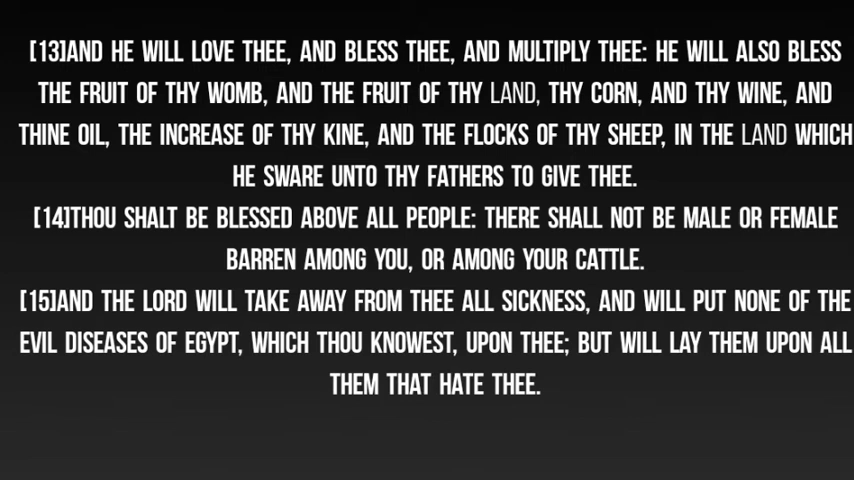 [13]AND HE WILL LOVE THEE, AND BLESS THEE, AND MULTIPLY THEE: HE WILL ALSO BLESS
THE FRUIT OF THY WOMB, AND THE FRUIT OF THY LAND, THY CORN, AND THY WINE, AND
THINE OIL, THE INCREASE OF THY KINE, AND THE FLOCKS OF THY SHEEP, IN THE LAND WHICH
HE SWARE UNTO THY FATHERS TO GIVE THEE.
[14]THOU SHALT BE BLESSED ABOVE ALL PEOPLE: THERE SHALL NOT BE MALE OR FEMALE
BARREN AMONG YOU, OR AMONG YOUR CATTLE.
[15]AND THE LORD WILL TAKE AWAY FROM THEE ALL SICKNESS, AND WILL PUT NONE OF THE
EVIL DISEASES OF EGYPT, WHICH THOU KNOWEST, UPON THEE; BUT WILL LAY THEM UPON ALL
THEM THAT HATE THEE.